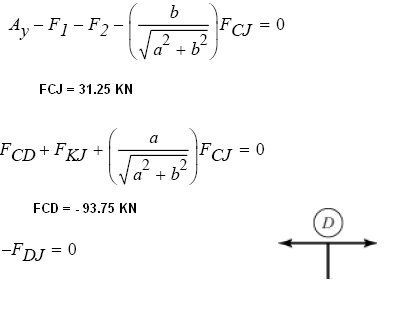 A_y − F_1 − F_2 − (b / √(a² + b²)) F_CJ = 0
FCJ = 31.25 KN
F_CD + F_KJ + (a / √(a² + b²)) F_CJ = 0
FCD = - 93.75 KN
−F_DJ = 0
D